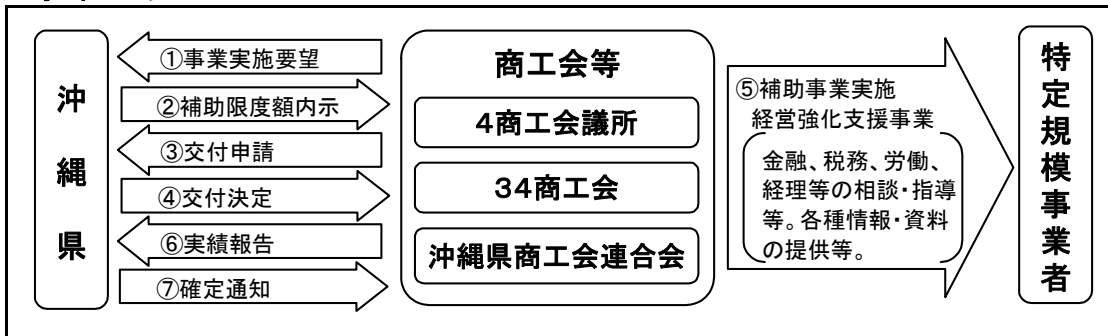 沖縄県
①事業実施要望
②補助限度額内示
③交付申請
④交付決定
⑥実績報告
⑦確定通知
商工会等
4商工会議所
34商工会
沖縄県商工会連合会
⑤補助事業実施
経営強化支援事業
金融、税務、労働、
経理等の相談・指導
等。各種情報・資料
の提供等。
特定規模事業者